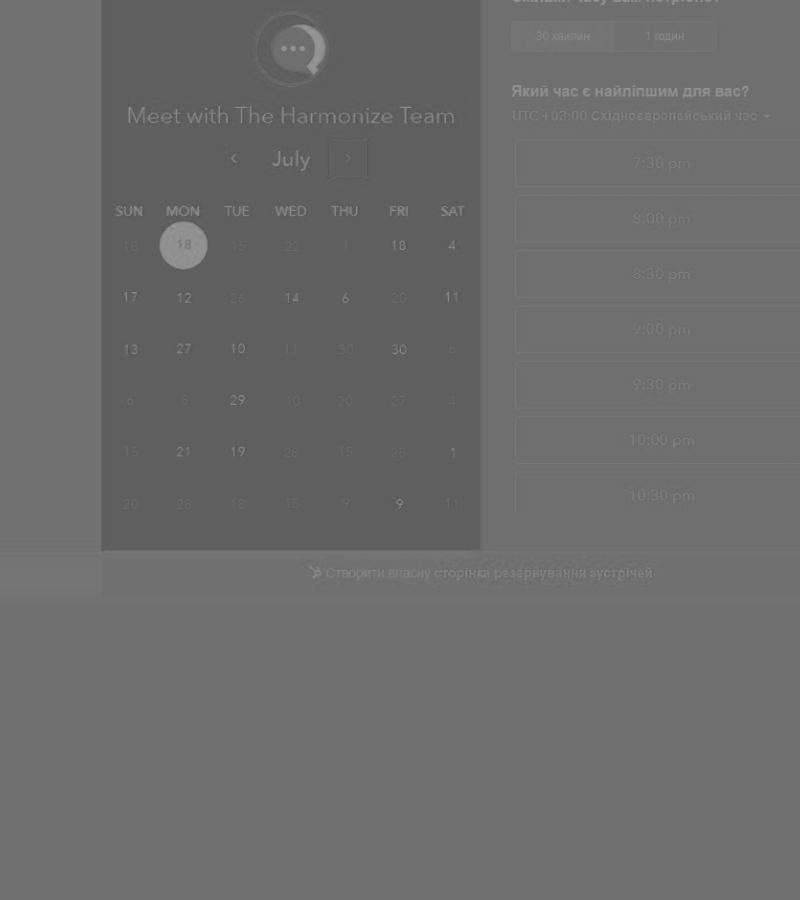 Meet with The Harmonize Team
July
SUN MON TUE WED THU FRI SAT
18 18 15 22 1 18 4
17 12 26 14 6 20 11
13 27 10 11 30 30 6
6 8 29 10 20 27 4
15 21 19 28 15 26 1
20 26 18 15 9 9 11
30 хвилин 1 годин
Який час є найліпшим для вас?
UTC +03:00 Східноєвропейський час
7:30 pm
8:00 pm
8:30 pm
9:00 pm
9:30 pm
10:00 pm
10:30 pm
Створити власну сторінка резервування зустрічей